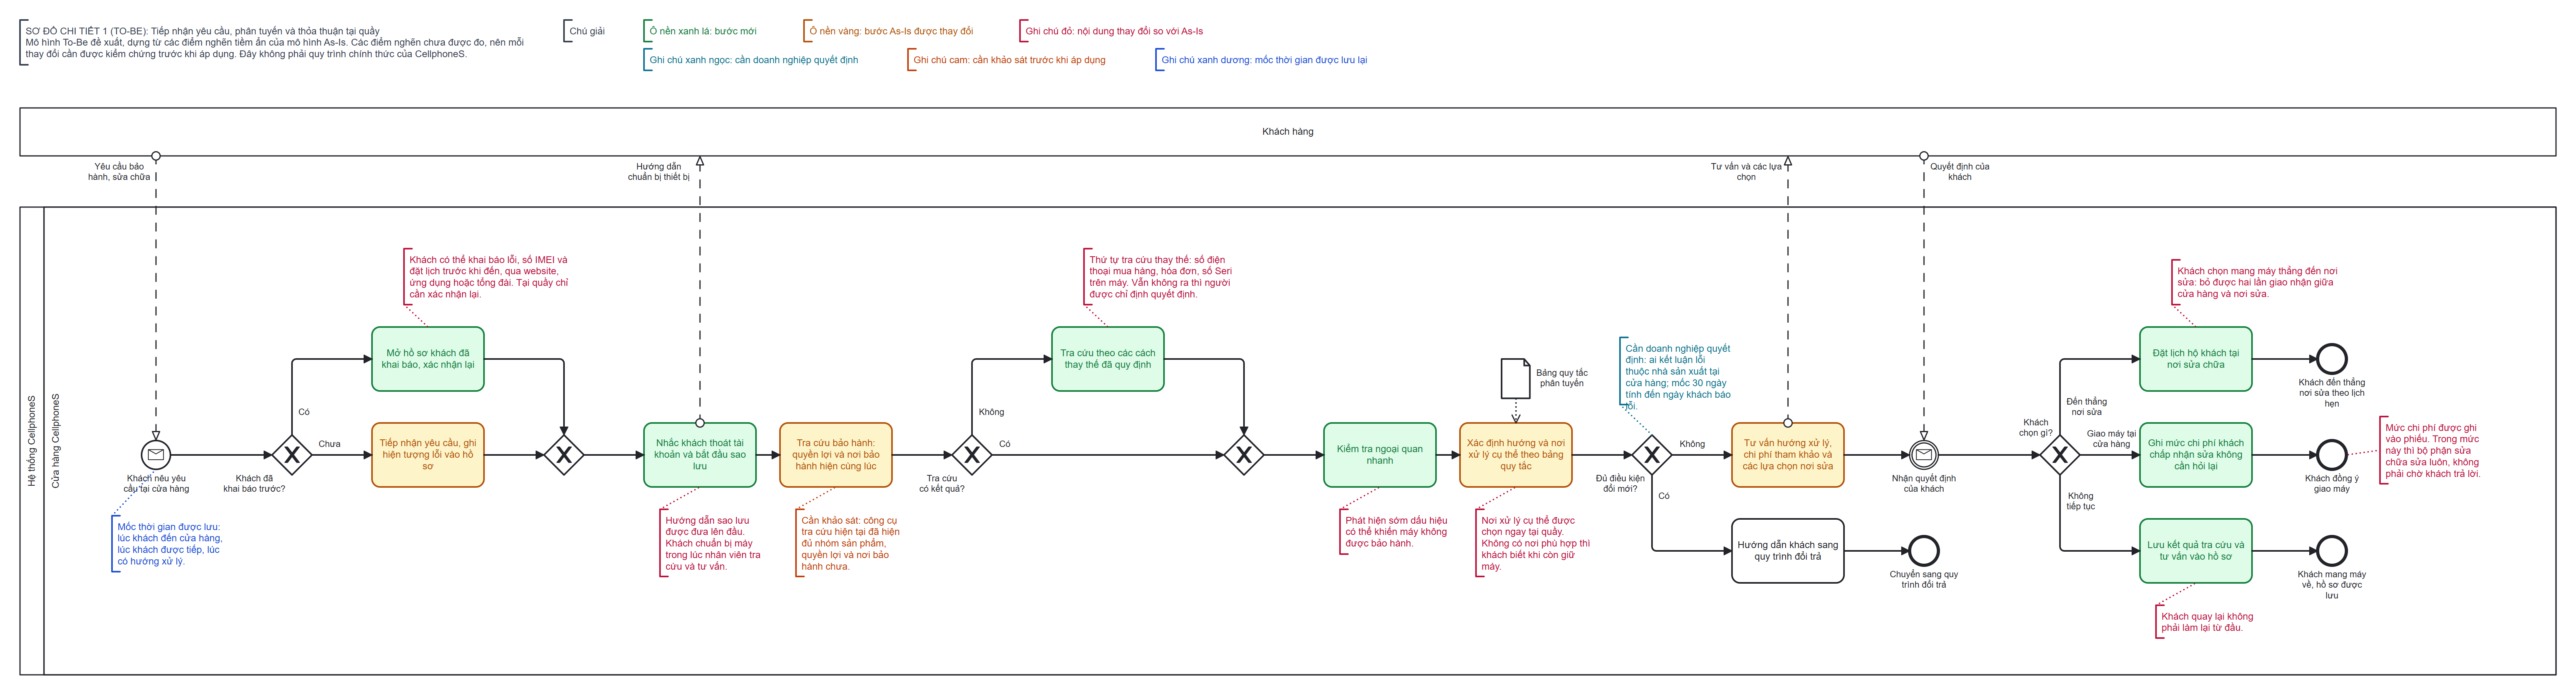 SƠ ĐỒ CHI TIẾT 1 (TO-BE): Tiếp nhận yêu cầu, phân tuyến và thỏa thuận tại quầy
Mô hình To-Be đề xuất, dựng từ các điểm nghẽn tiềm ẩn của mô hình As-Is. Các điểm nghẽn chưa được đo, nên mỗi
thay đổi cần được kiểm chứng trước khi áp dụng. Đây không phải quy trình chính thức của CellphoneS.
Chú giải
Ô nền xanh lá: bước mới
Ô nền vàng: bước As-Is được thay đổi
Ghi chú đỏ: nội dung thay đổi so với As-Is
Ghi chú xanh ngọc: cần doanh nghiệp quyết định
Ghi chú cam: cần khảo sát trước khi áp dụng
Ghi chú xanh dương: mốc thời gian được lưu lại
Khách hàng
Yêu cầu bảo
hành, sửa chữa
Hướng dẫn
chuẩn bị thiết bị
Tư vấn và các lựa
chọn
Quyết định của
khách
Hệ thống CellphoneS
Cửa hàng CellphoneS
Khách nêu yêu
cầu tại cửa hàng
Mốc thời gian được lưu:
lúc khách đến cửa hàng,
lúc khách được tiếp, lúc
có hướng xử lý.
Khách đã
khai báo trước?
Có
Chưa
Khách có thể khai báo lỗi, số IMEI và
đặt lịch trước khi đến, qua website,
ứng dụng hoặc tổng đài. Tại quầy chỉ
cần xác nhận lại.
Mở hồ sơ khách đã
khai báo, xác nhận lại
Tiếp nhận yêu cầu, ghi
hiện tượng lỗi vào hồ
sơ
Nhắc khách thoát tài
khoản và bắt đầu sao
lưu
Hướng dẫn sao lưu
được đưa lên đầu.
Khách chuẩn bị máy
trong lúc nhân viên tra
cứu và tư vấn.
Tra cứu bảo hành:
quyền lợi và nơi bảo
hành hiện cùng lúc
Cần khảo sát: công cụ
tra cứu hiện tại đã hiện
đủ nhóm sản phẩm,
quyền lợi và nơi bảo
hành chưa.
Tra cứu
có kết quả?
Không
Có
Thứ tự tra cứu thay thế: số điện
thoại mua hàng, hóa đơn, số Seri
trên máy. Vẫn không ra thì người
được chỉ định quyết định.
Tra cứu theo các cách
thay thế đã quy định
Kiểm tra ngoại quan
nhanh
Phát hiện sớm dấu hiệu
có thể khiến máy không
được bảo hành.
Bảng quy tắc
phân tuyến
Xác định hướng và nơi
xử lý cụ thể theo bảng
quy tắc
Nơi xử lý cụ thể được
chọn ngay tại quầy.
Không có nơi phù hợp thì
khách biết khi còn giữ
máy.
Cần doanh nghiệp quyết
định: ai kết luận lỗi
thuộc nhà sản xuất tại
cửa hàng; mốc 30 ngày
tính đến ngày khách báo
lỗi.
Đủ điều kiện
đổi mới?
Không
Có
Tư vấn hướng xử lý,
chi phí tham khảo và
các lựa chọn nơi sửa
Hướng dẫn khách sang
quy trình đổi trả
Chuyển sang quy
trình đổi trả
Nhận quyết định
của khách
Khách
chọn gì?
Đến thẳng
nơi sửa
Giao máy tại
cửa hàng
Không
tiếp tục
Khách chọn mang máy thẳng đến nơi
sửa: bỏ được hai lần giao nhận giữa
cửa hàng và nơi sửa.
Đặt lịch hộ khách tại
nơi sửa chữa
Khách đến thẳng
nơi sửa theo lịch
hẹn
Ghi mức chi phí khách
chấp nhận sửa không
cần hỏi lại
Khách đồng ý
giao máy
Mức chi phí được ghi
vào phiếu. Trong mức
này thì bộ phận sửa
chữa sửa luôn, không
phải chờ khách trả lời.
Lưu kết quả tra cứu và
tư vấn vào hồ sơ
Khách mang máy
về, hồ sơ được
lưu
Khách quay lại không
phải làm lại từ đầu.